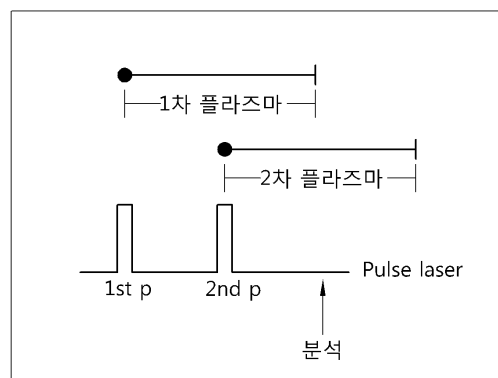 1차 플라즈마
2차 플라즈마
Pulse laser
1st p
2nd p
분석